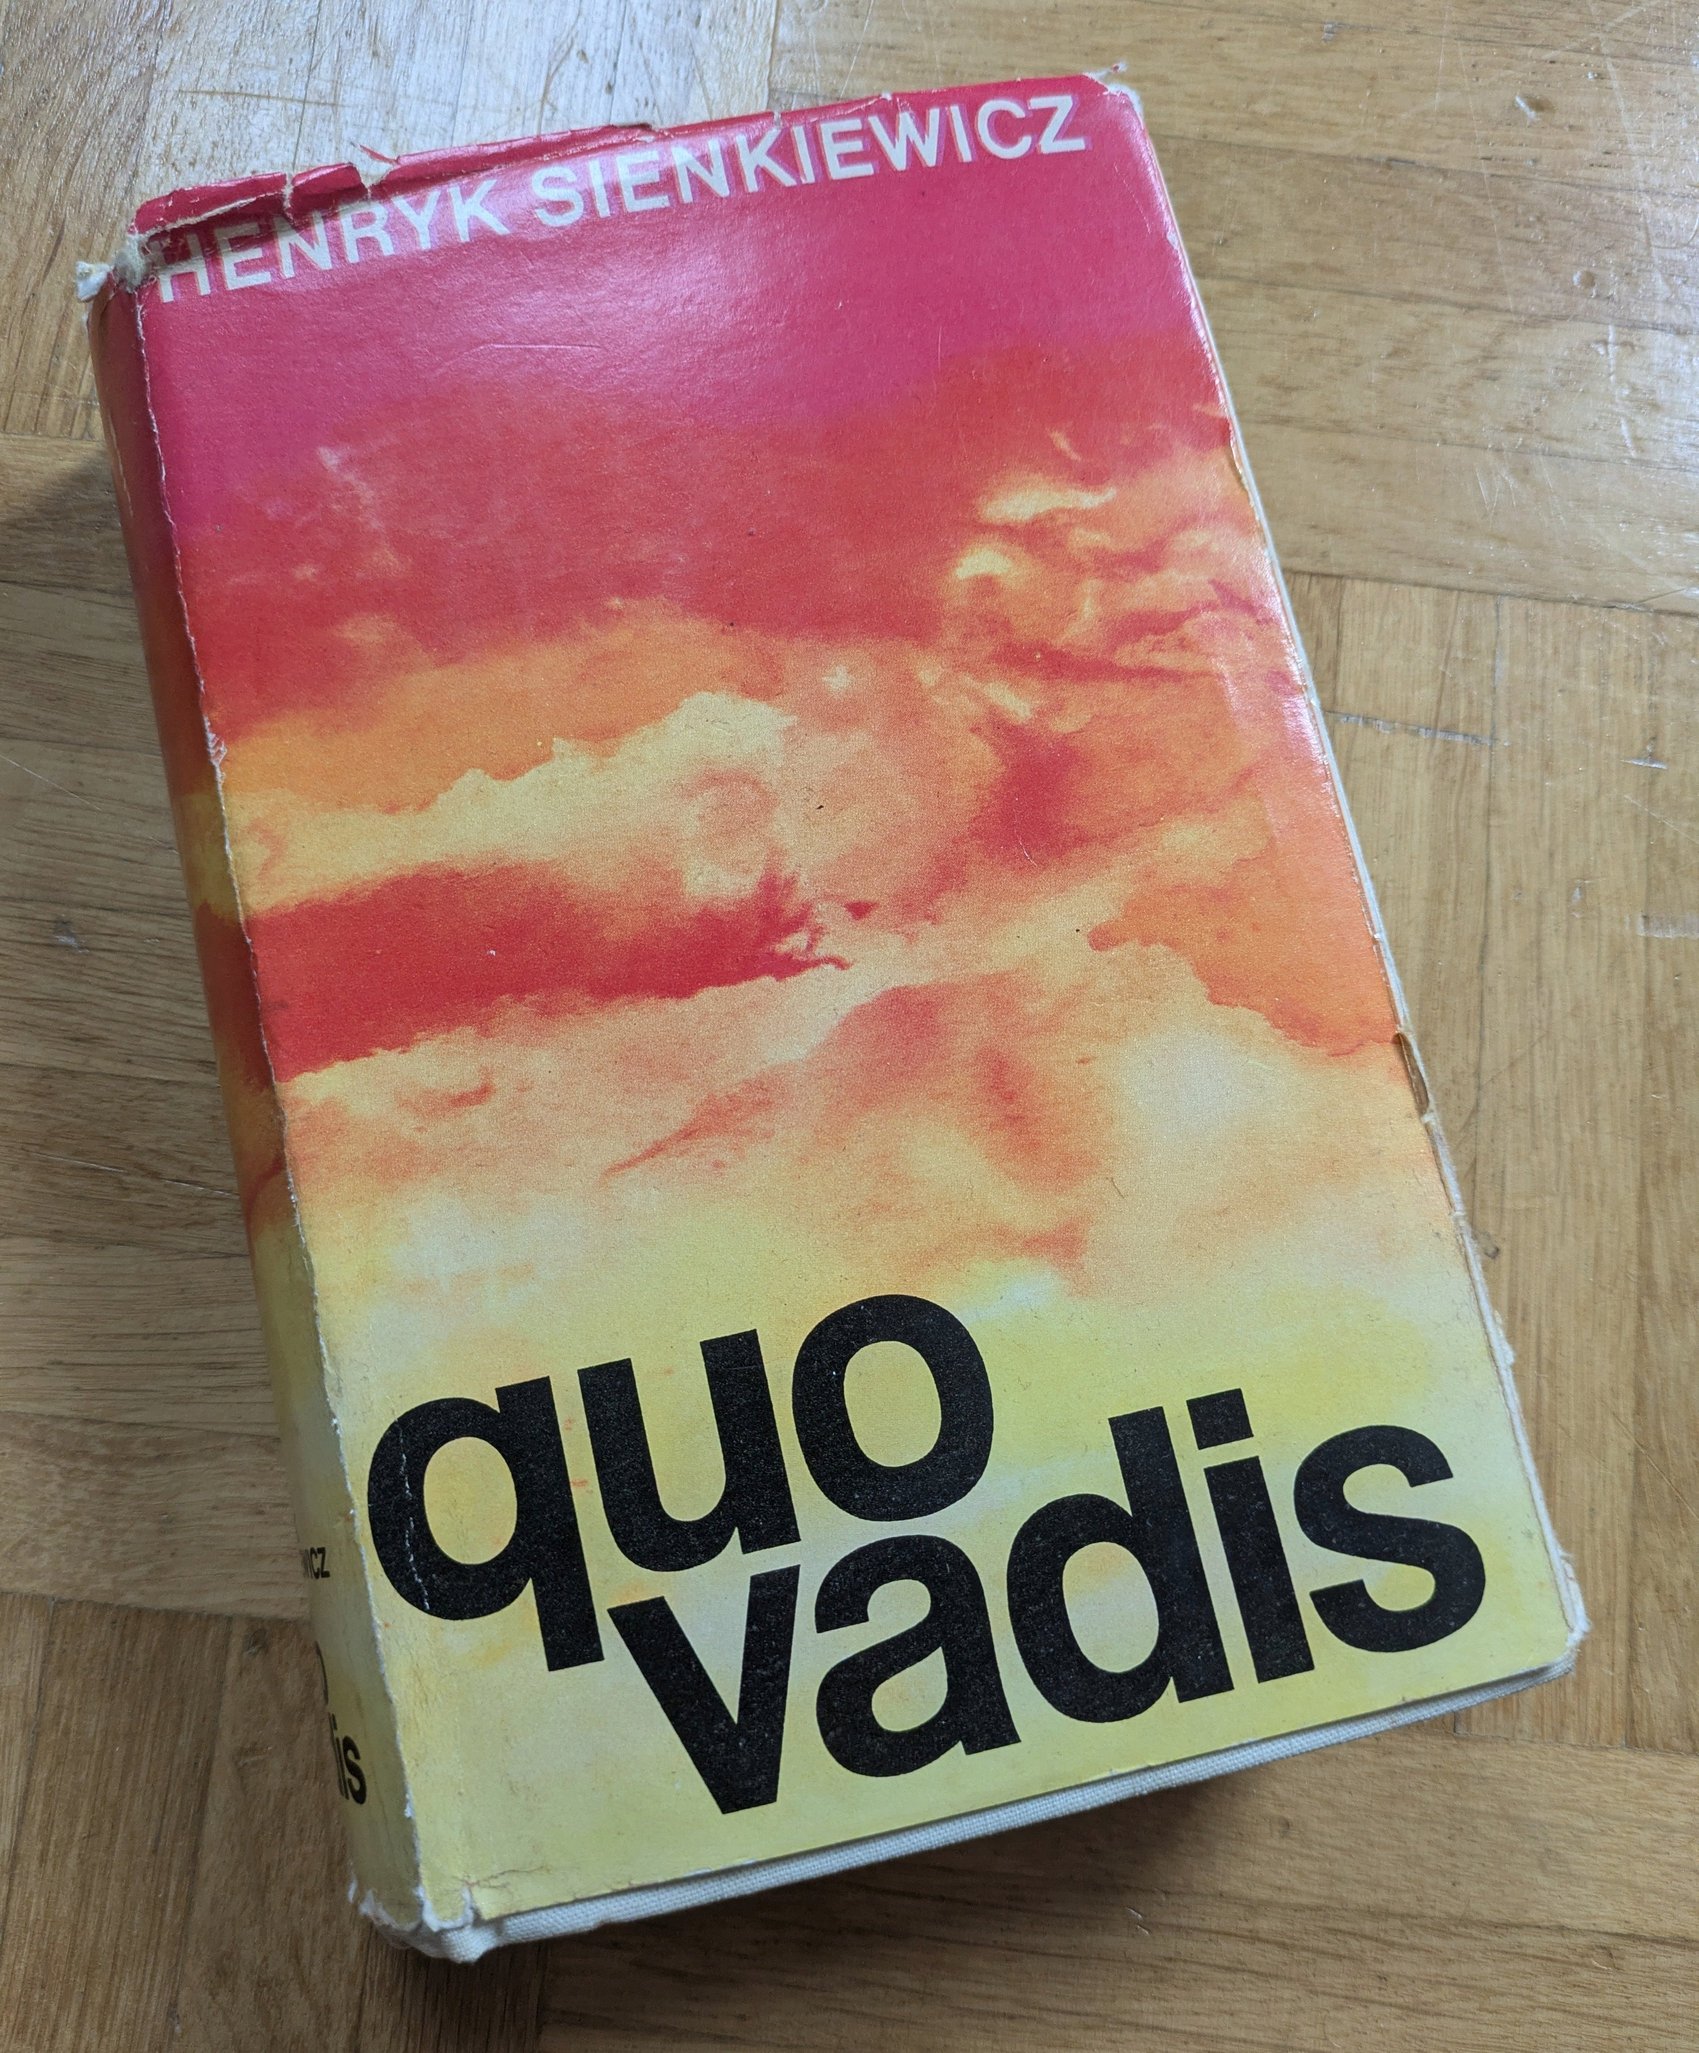 HENRYK SIENKIEWICZ
quo
vadis